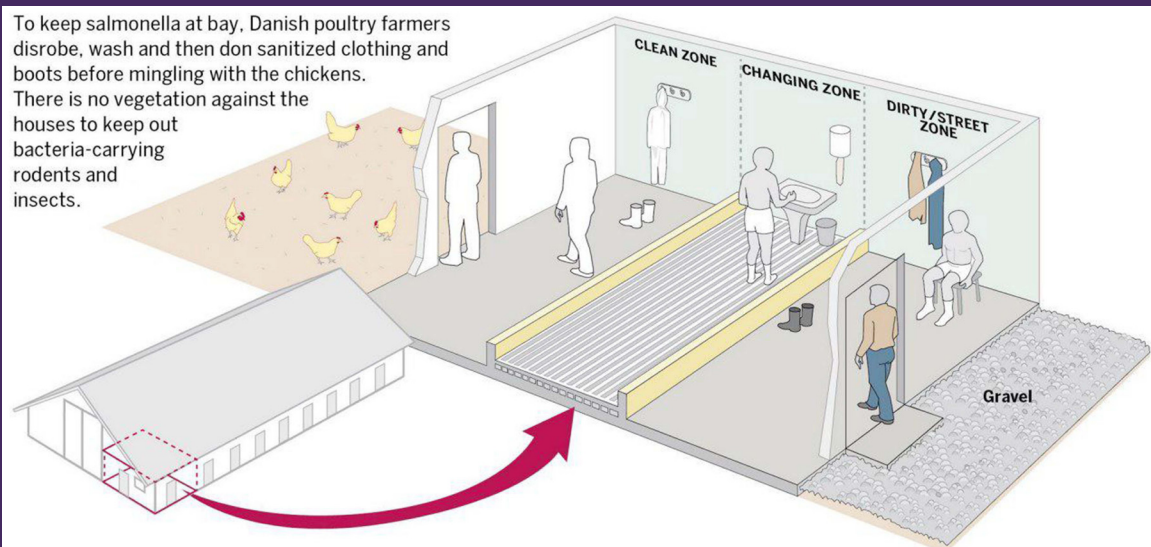 To keep salmonella at bay, Danish poultry farmers
disrobe, wash and then don sanitized clothing and
boots before mingling with the chickens.
There is no vegetation against the
houses to keep out
bacteria-carrying
rodents and
insects.
CLEAN ZONE
CHANGING ZONE
DIRTY/STREET
ZONE
Gravel